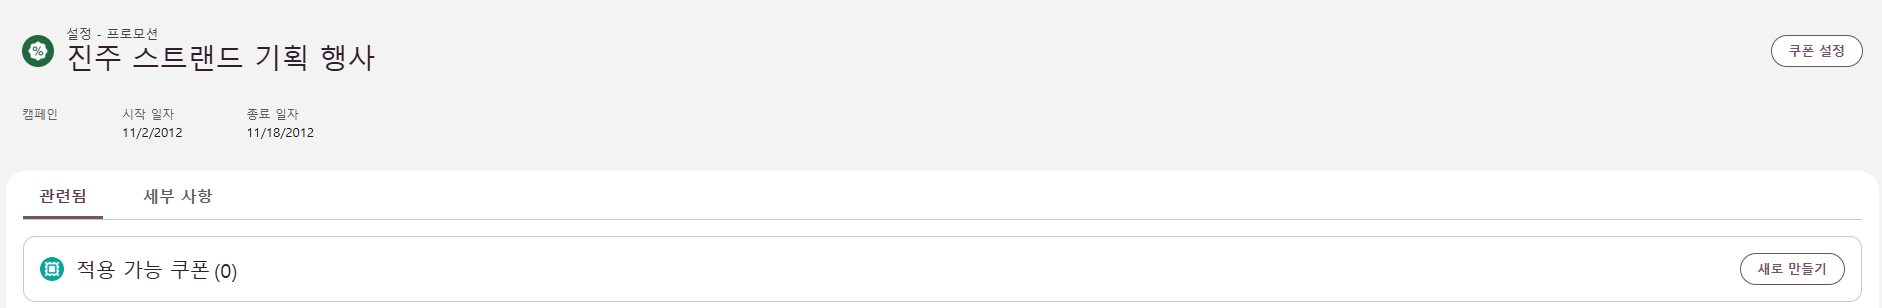 설정 - 프로모션
진주 스트랜드 기획 행사
쿠폰 설정
캠페인
시작 일자
종료 일자
11/2/2012
11/18/2012
관련됨
세부 사항
적용 가능 쿠폰 (0)
새로 만들기